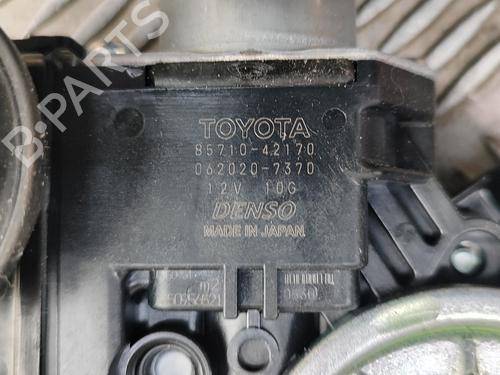 B-PARTS
TOYOTA
85710-42170
062020-7370
12V 10G
DENSO
MADE IN JAPAN